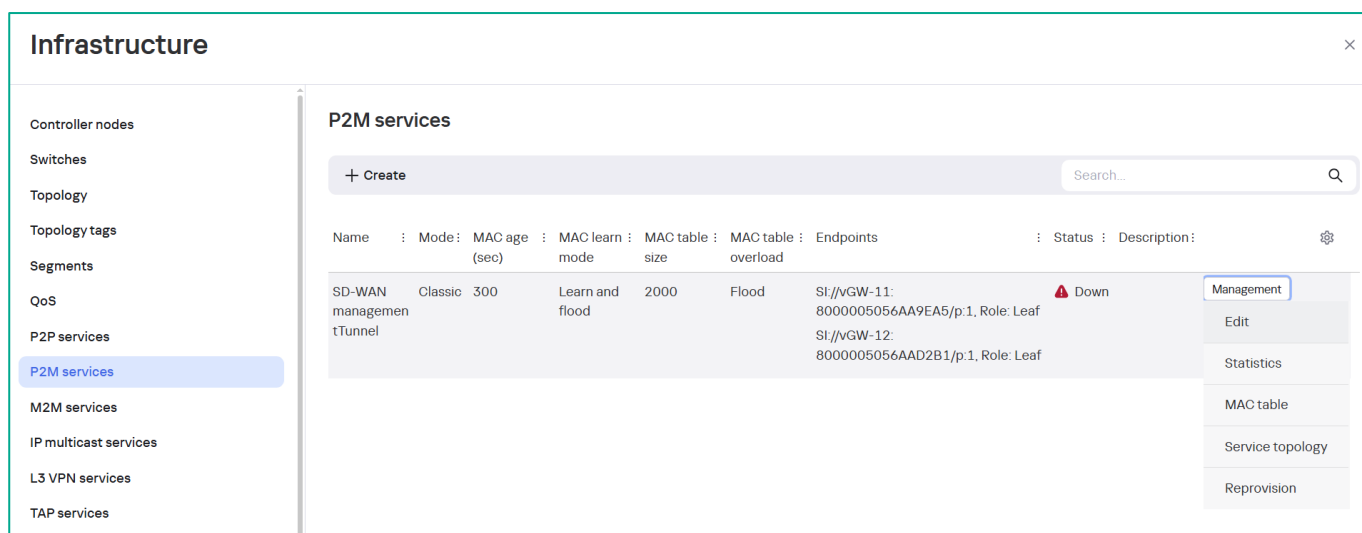 Infrastructure
Controller nodes
Switches
Topology
Topology tags
Segments
QoS
P2P services
P2M services
M2M services
IP multicast services
L3 VPN services
TAP services
P2M services
+ Create
Search...
Name
Mode
MAC age
(sec)
MAC learn
mode
MAC table
size
MAC table
overload
Endpoints
Status
Description
SD-WAN
managemen
tTunnel
Classic
300
Learn and
flood
2000
Flood
SI://vGW-11:
8000005056AA9EA5/p:1, Role: Leaf
SI://vGW-12:
8000005056AAD2B1/p:1, Role: Leaf
Down
Management
Edit
Statistics
MAC table
Service topology
Reprovision